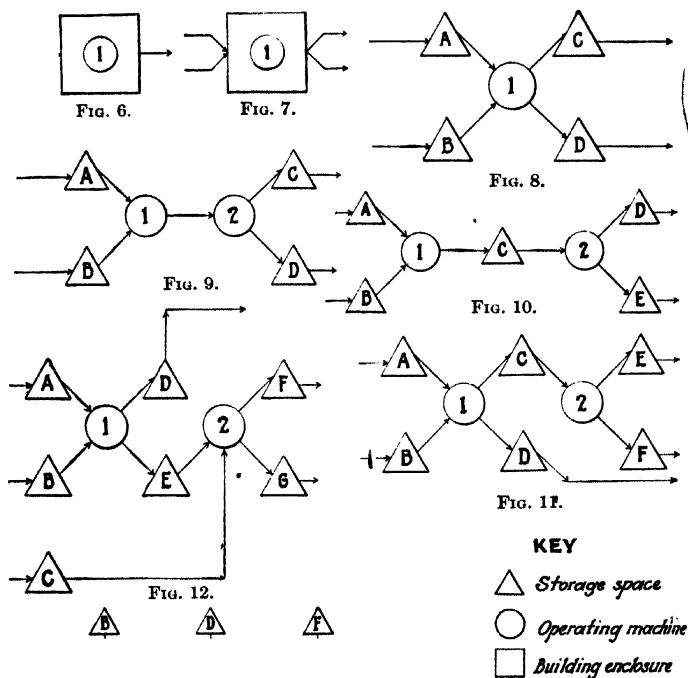 1
1
FIG. 6.
FIG. 7.
A
C
1
B
D
FIG. 8.
A
C
1
2
B
D
FIG. 9.
A
D
1
C
2
B
E
FIG. 10.
A
D
F
1
2
B
E
G
C
FIG. 12.
A
C
E
1
2
B
D
F
FIG. 11.
B
D
F
KEY
Storage space
Operating machine
Building enclosure